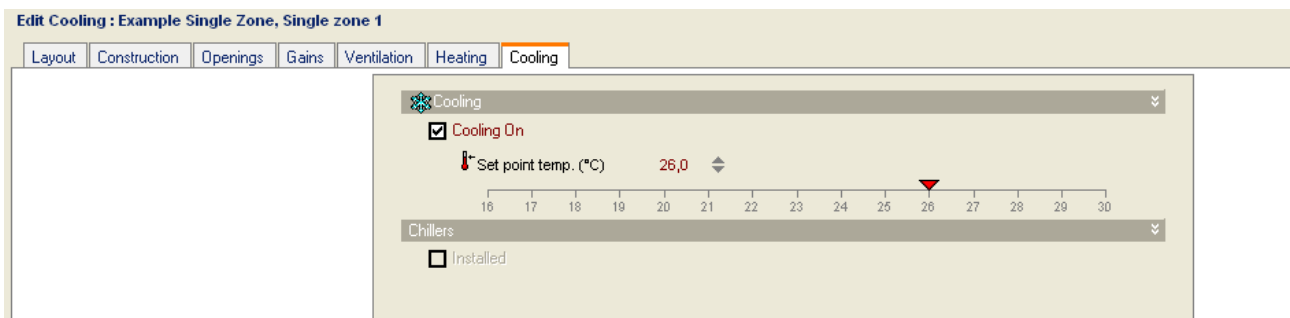 Edit Cooling : Example Single Zone, Single zone 1
Layout Construction Openings Gains Ventilation Heating Cooling
Cooling
Cooling On
Set point temp. (°C) 26,0
16 17 18 19 20 21 22 23 24 25 26 27 28 29 30
Chillers
Installed